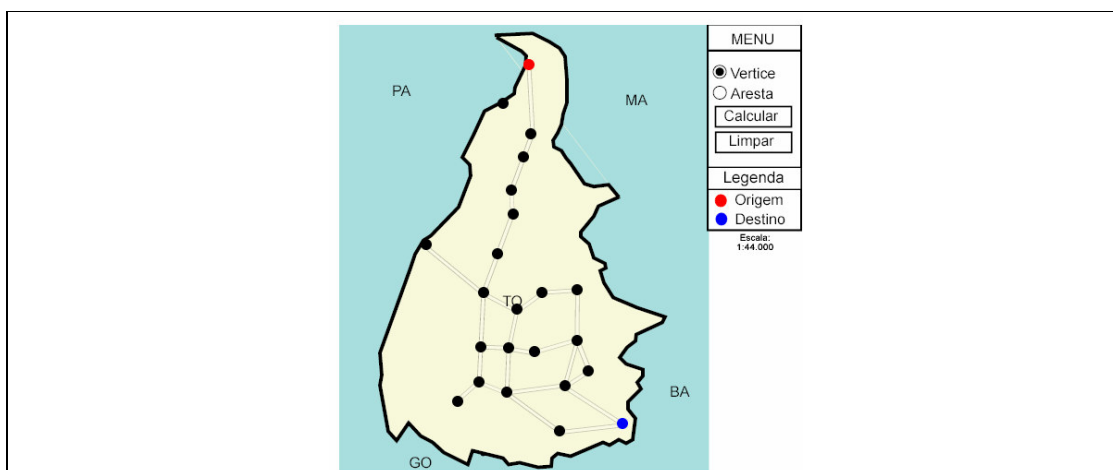 MENU
Vertice
Aresta
Calcular
Limpar
Legenda
Origem
Destino
Escala:
1:44.000
PA
MA
TO
BA
GO